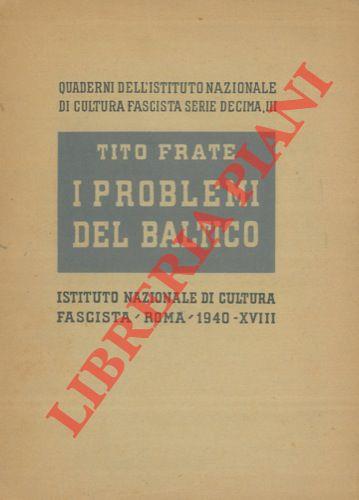 QUADERNI DELL'ISTITUTO NAZIONALE
DI CULTURA FASCISTA SERIE DECIMA, III
TITO FRATE
I PROBLEMI
DEL BALTICO
ISTITUTO NAZIONALE DI CULTURA
FASCISTA - ROMA - 1940 - XVIII
LIBRERIA PIANI